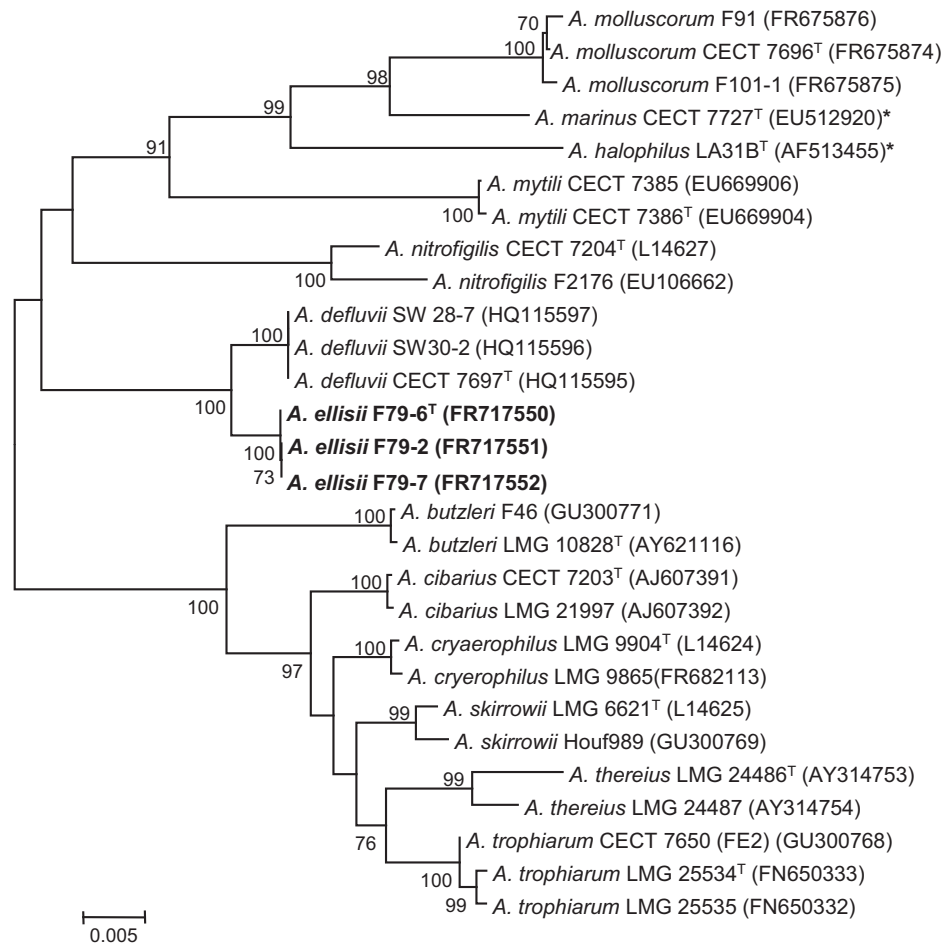 70
A. molluscorum F91 (FR675876)
100
A. molluscorum CECT 7696ᵀ (FR675874)
98
A. molluscorum F101-1 (FR675875)
99
A. marinus CECT 7727ᵀ (EU512920)*
91
A. halophilus LA31Bᵀ (AF513455)*
A. mytili CECT 7385 (EU669906)
100
A. mytili CECT 7386ᵀ (EU669904)
A. nitrofigilis CECT 7204ᵀ (L14627)
100
A. nitrofigilis F2176 (EU106662)
A. defluvii SW 28-7 (HQ115597)
100
A. defluvii SW30-2 (HQ115596)
A. defluvii CECT 7697ᵀ (HQ115595)
100
A. ellisii F79-6ᵀ (FR717550)
100
A. ellisii F79-2 (FR717551)
73
A. ellisii F79-7 (FR717552)
100
A. butzleri F46 (GU300771)
A. butzleri LMG 10828ᵀ (AY621116)
100
A. cibarius CECT 7203ᵀ (AJ607391)
100
A. cibarius LMG 21997 (AJ607392)
100
A. cryaerophilus LMG 9904ᵀ (L14624)
97
A. cryerophilus LMG 9865(FR682113)
99
A. skirrowii LMG 6621ᵀ (L14625)
A. skirrowii Houf989 (GU300769)
99
A. thereius LMG 24486ᵀ (AY314753)
A. thereius LMG 24487 (AY314754)
76
A. trophiarum CECT 7650 (FE2) (GU300768)
100
A. trophiarum LMG 25534ᵀ (FN650333)
99
A. trophiarum LMG 25535 (FN650332)
0.005